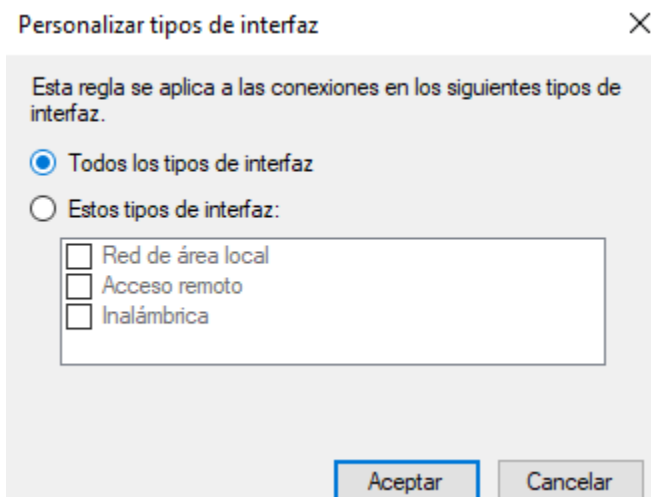 Personalizar tipos de interfaz
Esta regla se aplica a las conexiones en los siguientes tipos de
interfaz.
Todos los tipos de interfaz
Estos tipos de interfaz:
Red de área local
Acceso remoto
Inalámbrica
Aceptar Cancelar